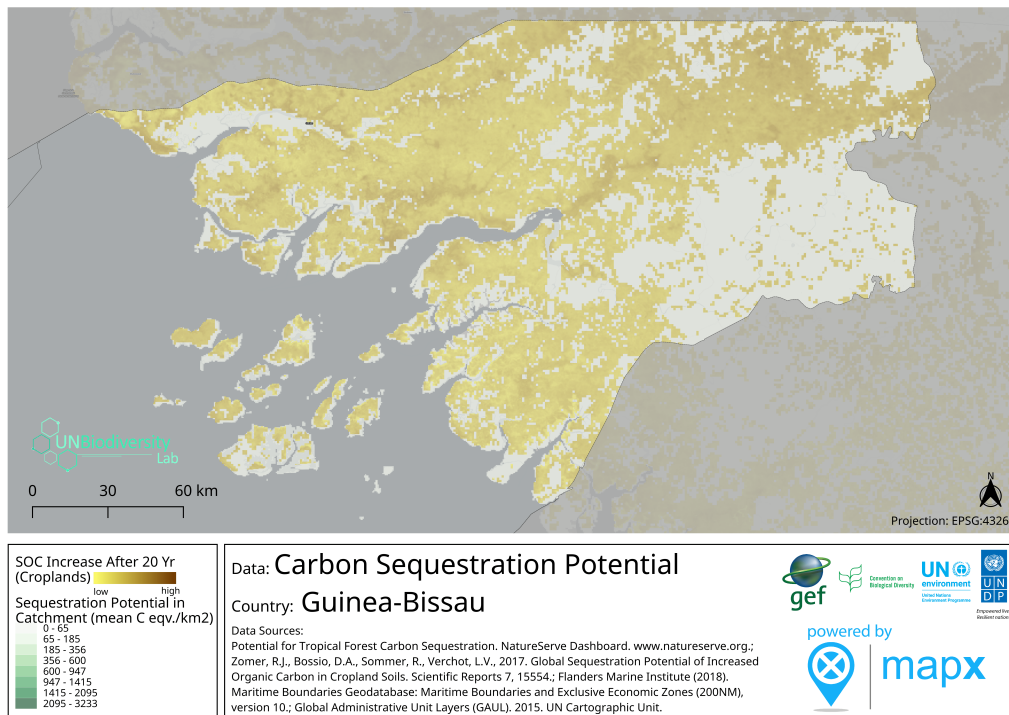 UNBiodiversity
Lab
0 30 60 km
N
Projection: EPSG:4326
SOC Increase After 20 Yr
(Croplands)
low high
Sequestration Potential in
Catchment (mean C eqv./km2)
0 - 65
65 - 185
185 - 356
356 - 600
600 - 947
947 - 1415
1415 - 2095
2095 - 3233
Data: Carbon Sequestration Potential
Country: Guinea-Bissau
Data Sources:
Potential for Tropical Forest Carbon Sequestration. NatureServe Dashboard. www.natureserve.org.;
Zomer, R.J., Bossio, D.A., Sommer, R., Verchot, L.V., 2017. Global Sequestration Potential of Increased
Organic Carbon in Cropland Soils. Scientific Reports 7, 15554.; Flanders Marine Institute (2018).
Maritime Boundaries Geodatabase: Maritime Boundaries and Exclusive Economic Zones (200NM),
version 10.; Global Administrative Unit Layers (GAUL). 2015. UN Cartographic Unit.
gef
Convention on
Biological Diversity
UN
environment
United Nations
Environment Programme
U N
D P
Empowered live
Resilient nation
powered by
mapx